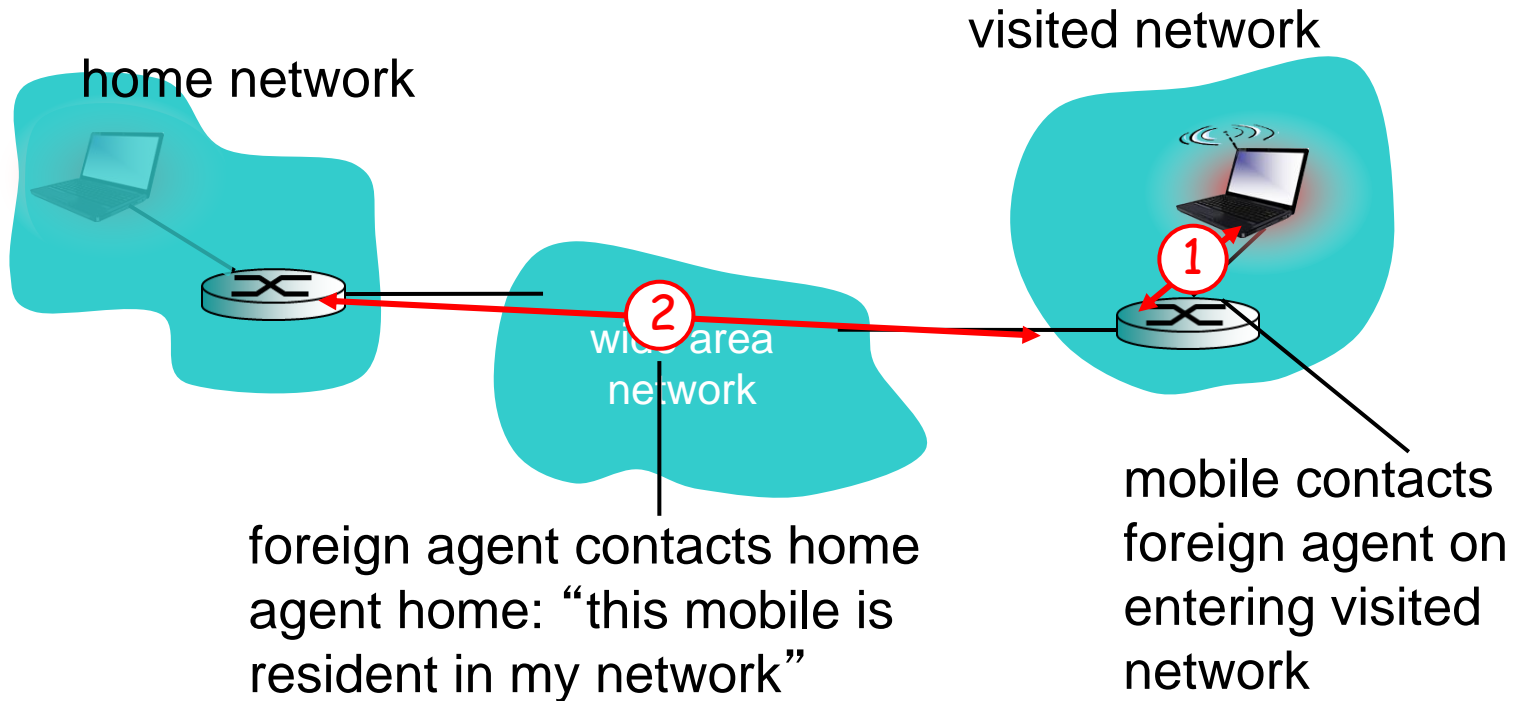 visited network
home network
1
2
wide area
network
mobile contacts
foreign agent on
entering visited
network
foreign agent contacts home
agent home: “this mobile is
resident in my network”